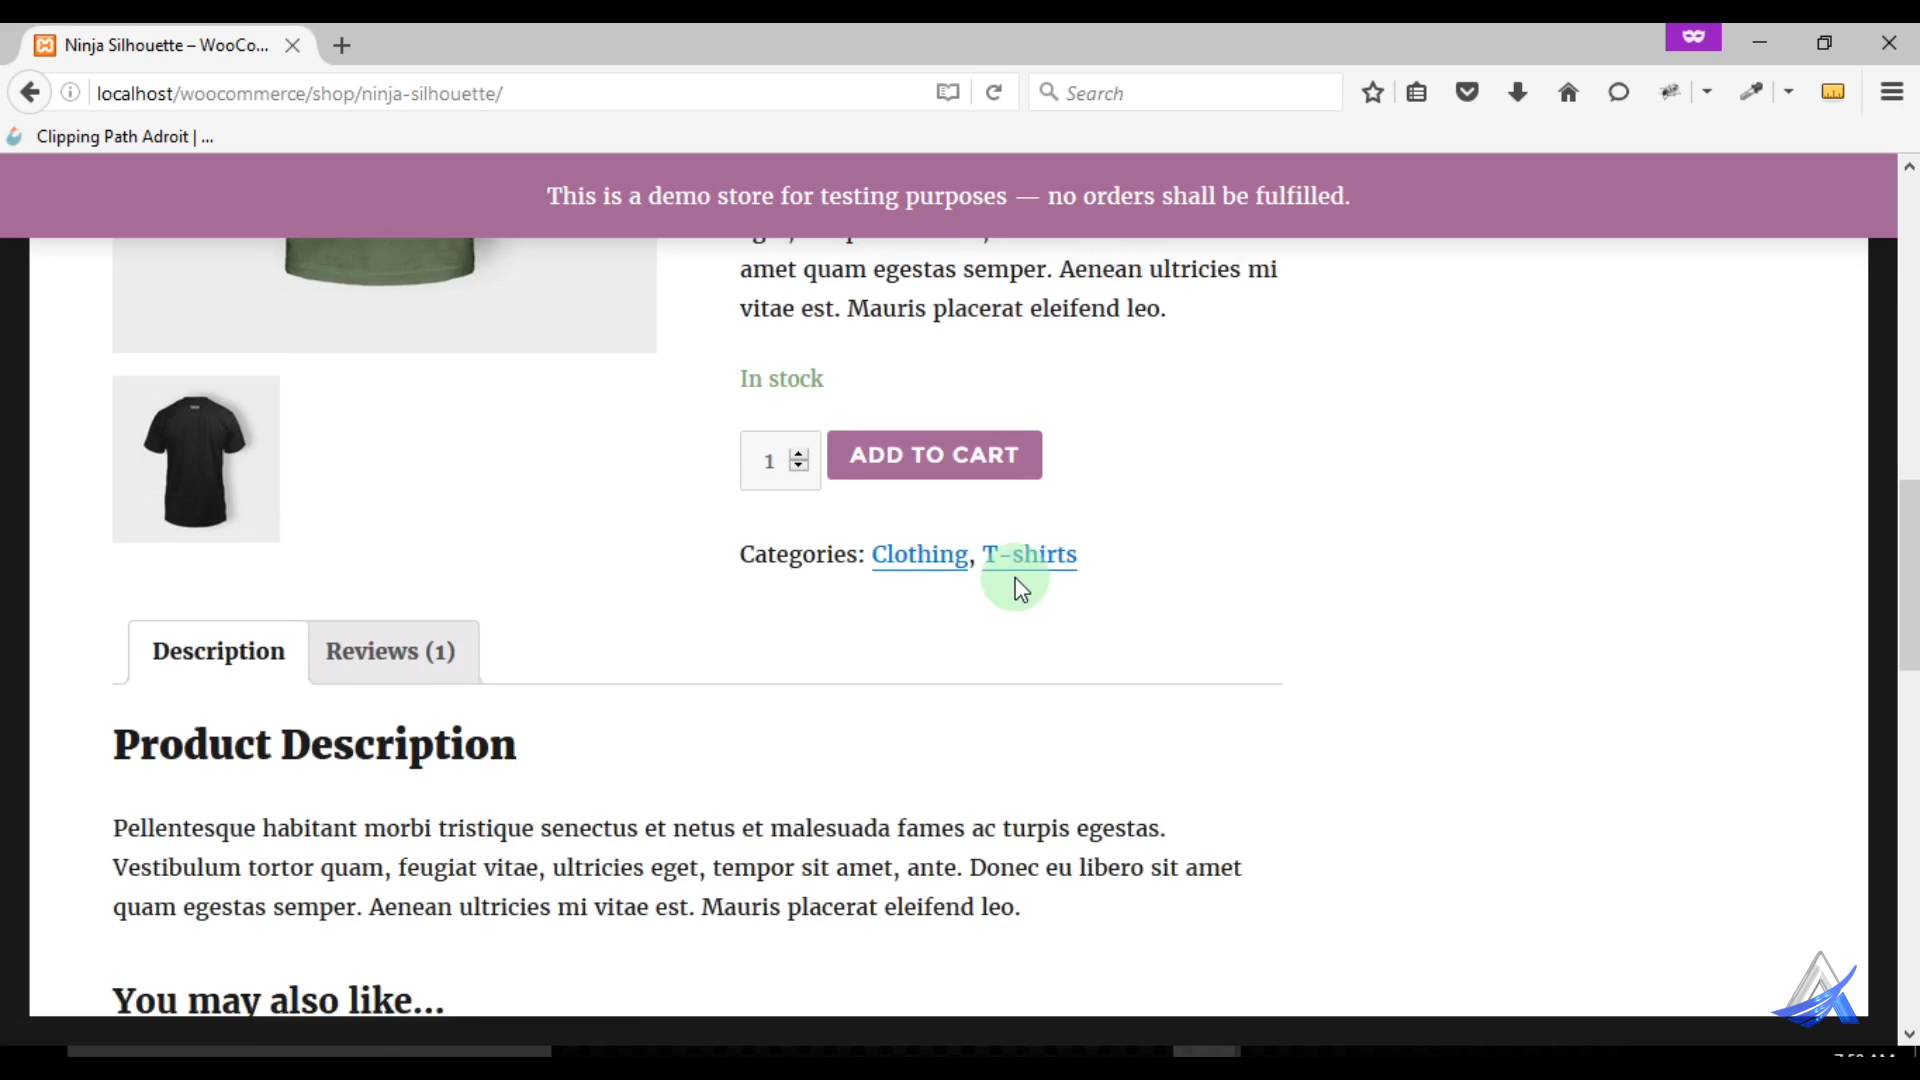 Ninja Silhouette – WooCo...
localhost/woocommerce/shop/ninja-silhouette/
Search
Clipping Path Adroit | ...
This is a demo store for testing purposes — no orders shall be fulfilled.
amet quam egestas semper. Aenean ultricies mi
vitae est. Mauris placerat eleifend leo.
In stock
1
ADD TO CART
Categories: Clothing, T-shirts
Description
Reviews (1)
Product Description
Pellentesque habitant morbi tristique senectus et netus et malesuada fames ac turpis egestas.
Vestibulum tortor quam, feugiat vitae, ultricies eget, tempor sit amet, ante. Donec eu libero sit amet
quam egestas semper. Aenean ultricies mi vitae est. Mauris placerat eleifend leo.
You may also like...